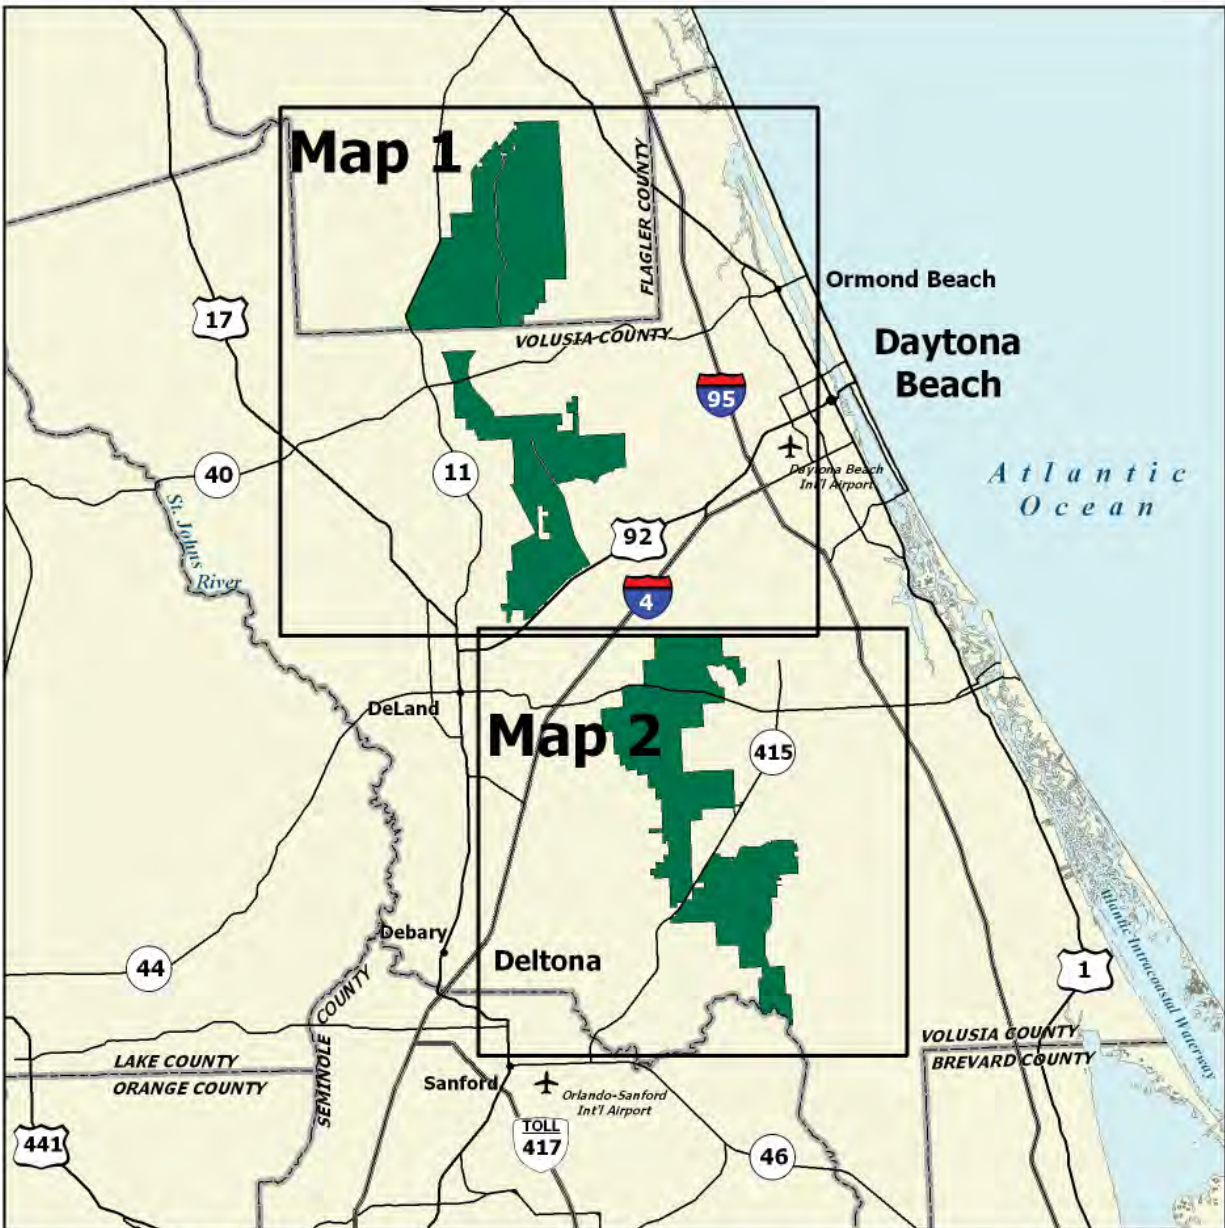 Map 1
FLAGLER COUNTY
Ormond Beach
17
VOLUSIA COUNTY
Daytona
Beach
95
Daytona Beach
Int'l Airport
Atlantic
Ocean
40
11
St. Johns
River
92
4
DeLand
Map 2
415
Debary
Deltona
44
SEMINOLE COUNTY
1
Atlantic Intracoastal Waterway
VOLUSIA COUNTY
BREVARD COUNTY
LAKE COUNTY
ORANGE COUNTY
Sanford
Orlando-Sanford
Int'l Airport
441
TOLL
417
46